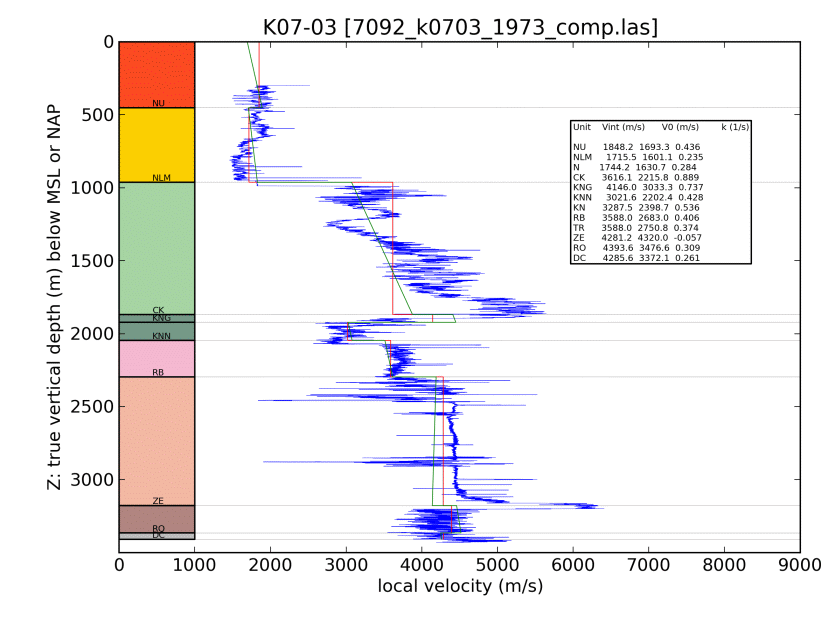 K07-03 [7092_k0703_1973_comp.las]
Z: true vertical depth (m) below MSL or NAP
0
500
1000
1500
2000
2500
3000
NU
NLM
CK
KNG
KNN
RB
ZE
RO
DC
Unit Vint (m/s) V0 (m/s) k (1/s)
NU 1848.2 1693.3 0.436
NLM 1715.5 1601.1 0.235
N 1744.2 1630.7 0.284
CK 3616.1 2215.8 0.889
KNG 4146.0 3033.3 0.737
KNN 3021.6 2202.4 0.428
KN 3287.5 2398.7 0.536
RB 3588.0 2683.0 0.406
TR 3588.0 2750.8 0.374
ZE 4281.2 4320.0 -0.057
RO 4393.6 3476.6 0.309
DC 4285.6 3372.1 0.261
0 1000 2000 3000 4000 5000 6000 7000 8000 9000
local velocity (m/s)